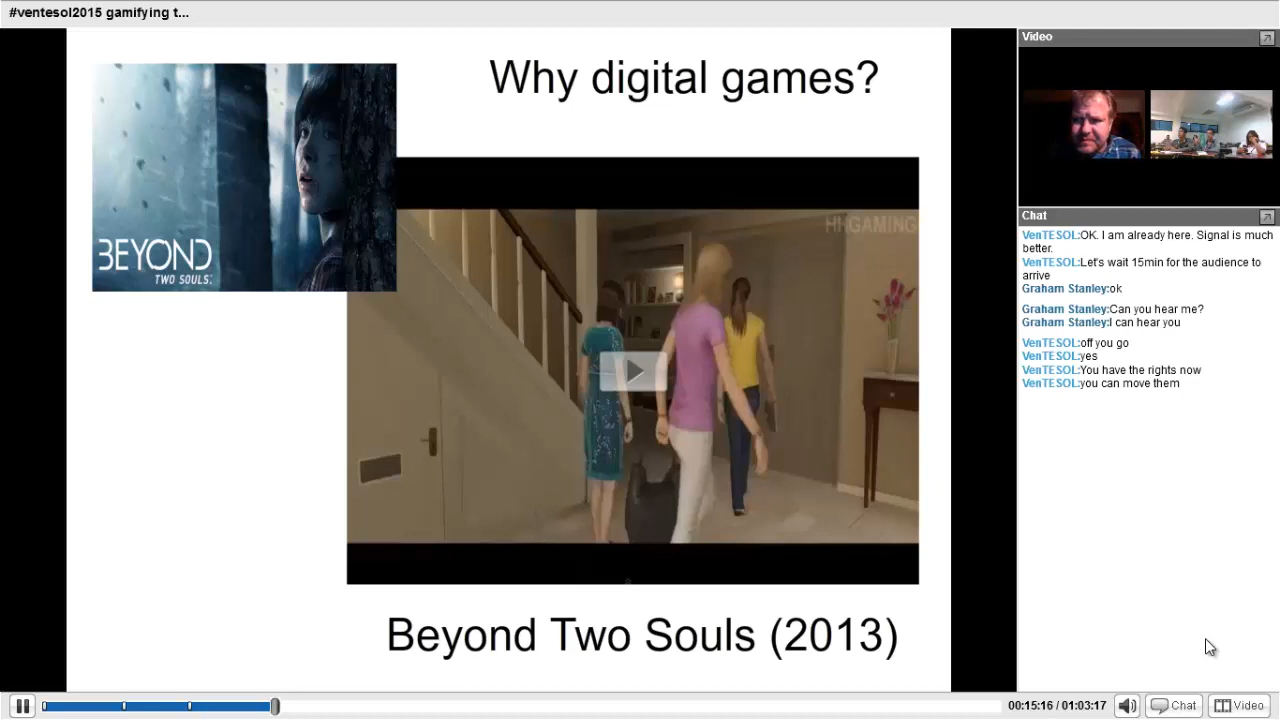 #ventesol2015 gamifying t...
Why digital games?
BEYOND
TWO SOULS
HHGAMING
Beyond Two Souls (2013)
Video
Chat
VenTESOL:OK. I am already here. Signal is much
better.
VenTESOL:Let's wait 15min for the audience to
arrive
Graham Stanley:ok
Graham Stanley:Can you hear me?
Graham Stanley:I can hear you
VenTESOL:off you go
VenTESOL:yes
VenTESOL:You have the rights now
VenTESOL:you can move them
00:15:16 / 01:03:17
Chat
Video